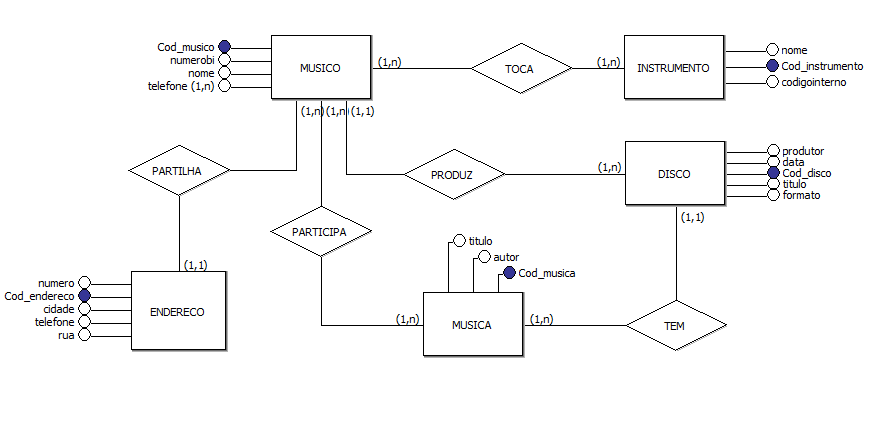 Cod_musico
numerobi
nome
telefone (1,n)
MUSICO
(1,n)
TOCA
(1,n)
INSTRUMENTO
nome
Cod_instrumento
codigointerno
(1,n)
(1,n)
(1,1)
PARTILHA
PRODUZ
(1,n)
DISCO
produtor
data
Cod_disco
titulo
formato
(1,1)
PARTICIPA
titulo
autor
Cod_musica
(1,1)
numero
Cod_endereco
cidade
telefone
rua
ENDERECO
(1,n)
MUSICA
(1,n)
TEM